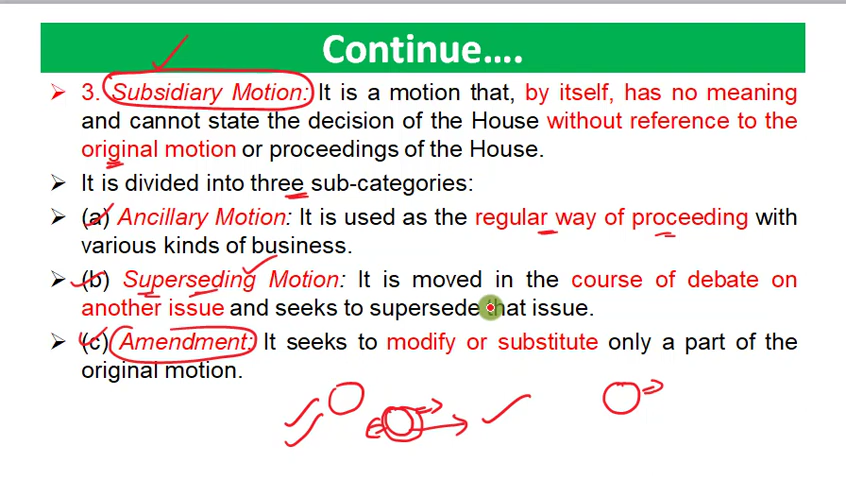 Continue….
➤ 3. Subsidiary Motion: It is a motion that, by itself, has no meaning
and cannot state the decision of the House without reference to the
original motion or proceedings of the House.
➤ It is divided into three sub-categories:
➤ (a) Ancillary Motion: It is used as the regular way of proceeding with
various kinds of business.
➤ (b) Superseding Motion: It is moved in the course of debate on
another issue and seeks to supersede that issue.
➤ (c) Amendment: It seeks to modify or substitute only a part of the
original motion.